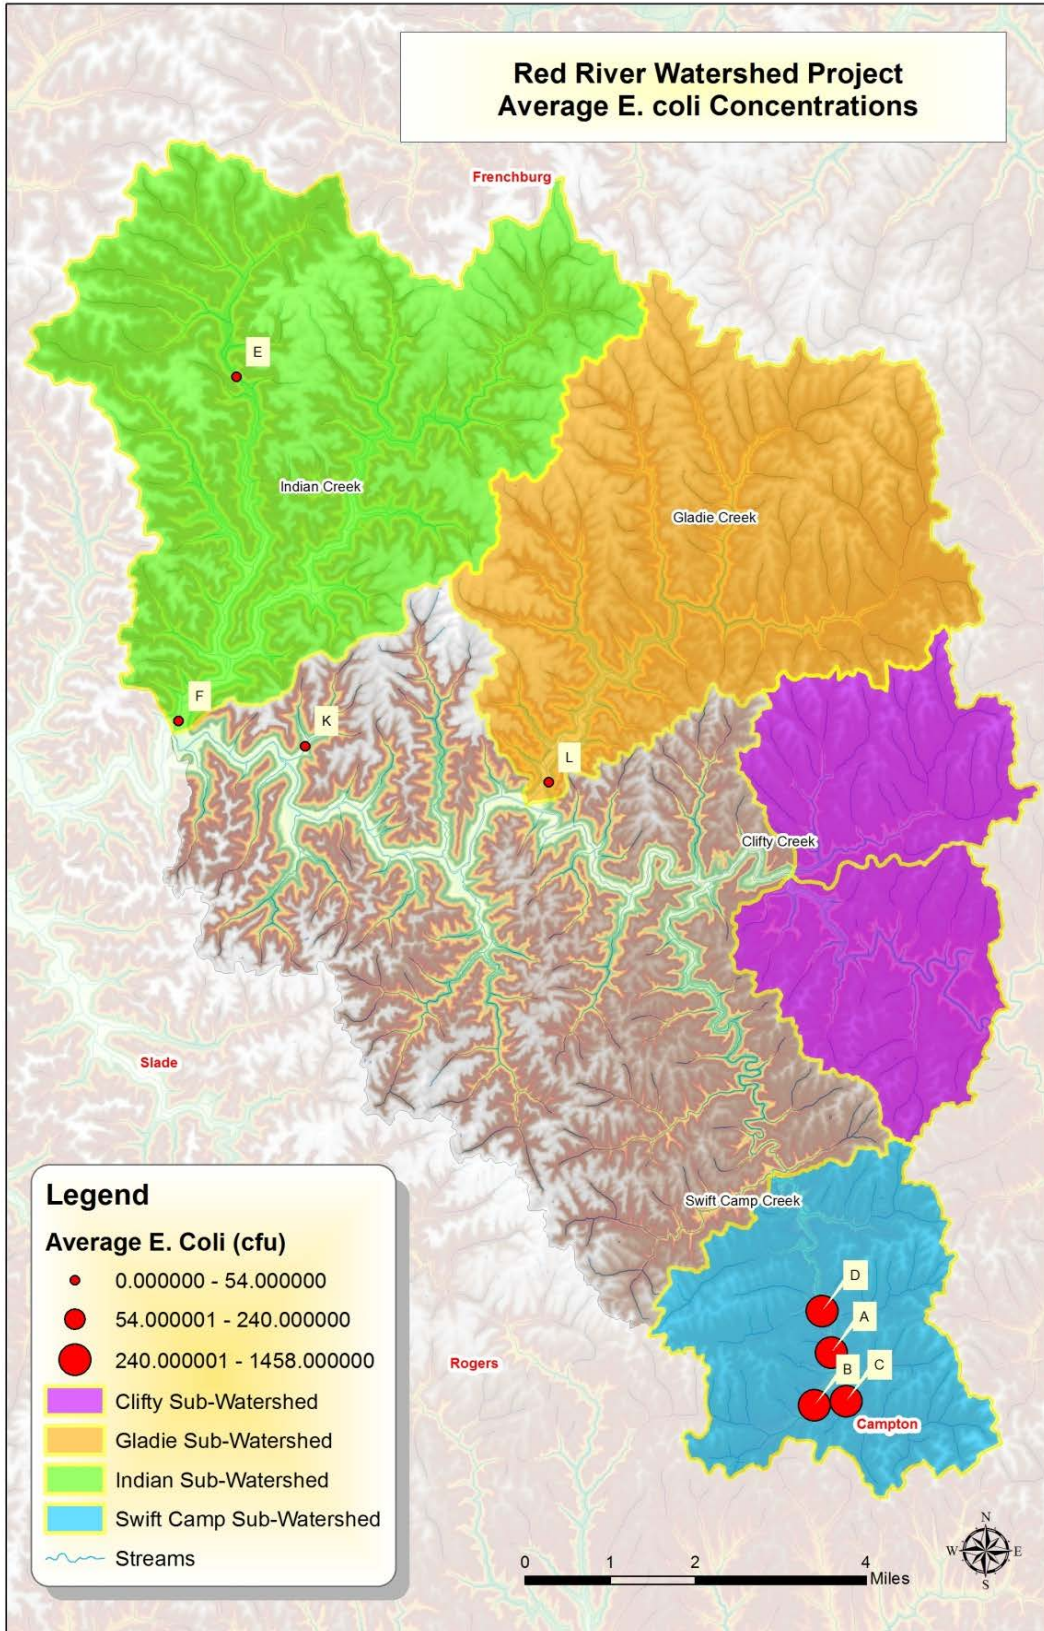 Red River Watershed Project
Average E. coli Concentrations
Frenchburg
E
Indian Creek
Gladie Creek
F
K
L
Clifty Creek
Slade
Swift Camp Creek
D
A
Rogers
B
C
Campton
Legend
Average E. Coli (cfu)
0.000000 - 54.000000
54.000001 - 240.000000
240.000001 - 1458.000000
Clifty Sub-Watershed
Gladie Sub-Watershed
Indian Sub-Watershed
Swift Camp Sub-Watershed
Streams
N
W E
S
0 1 2 4
Miles